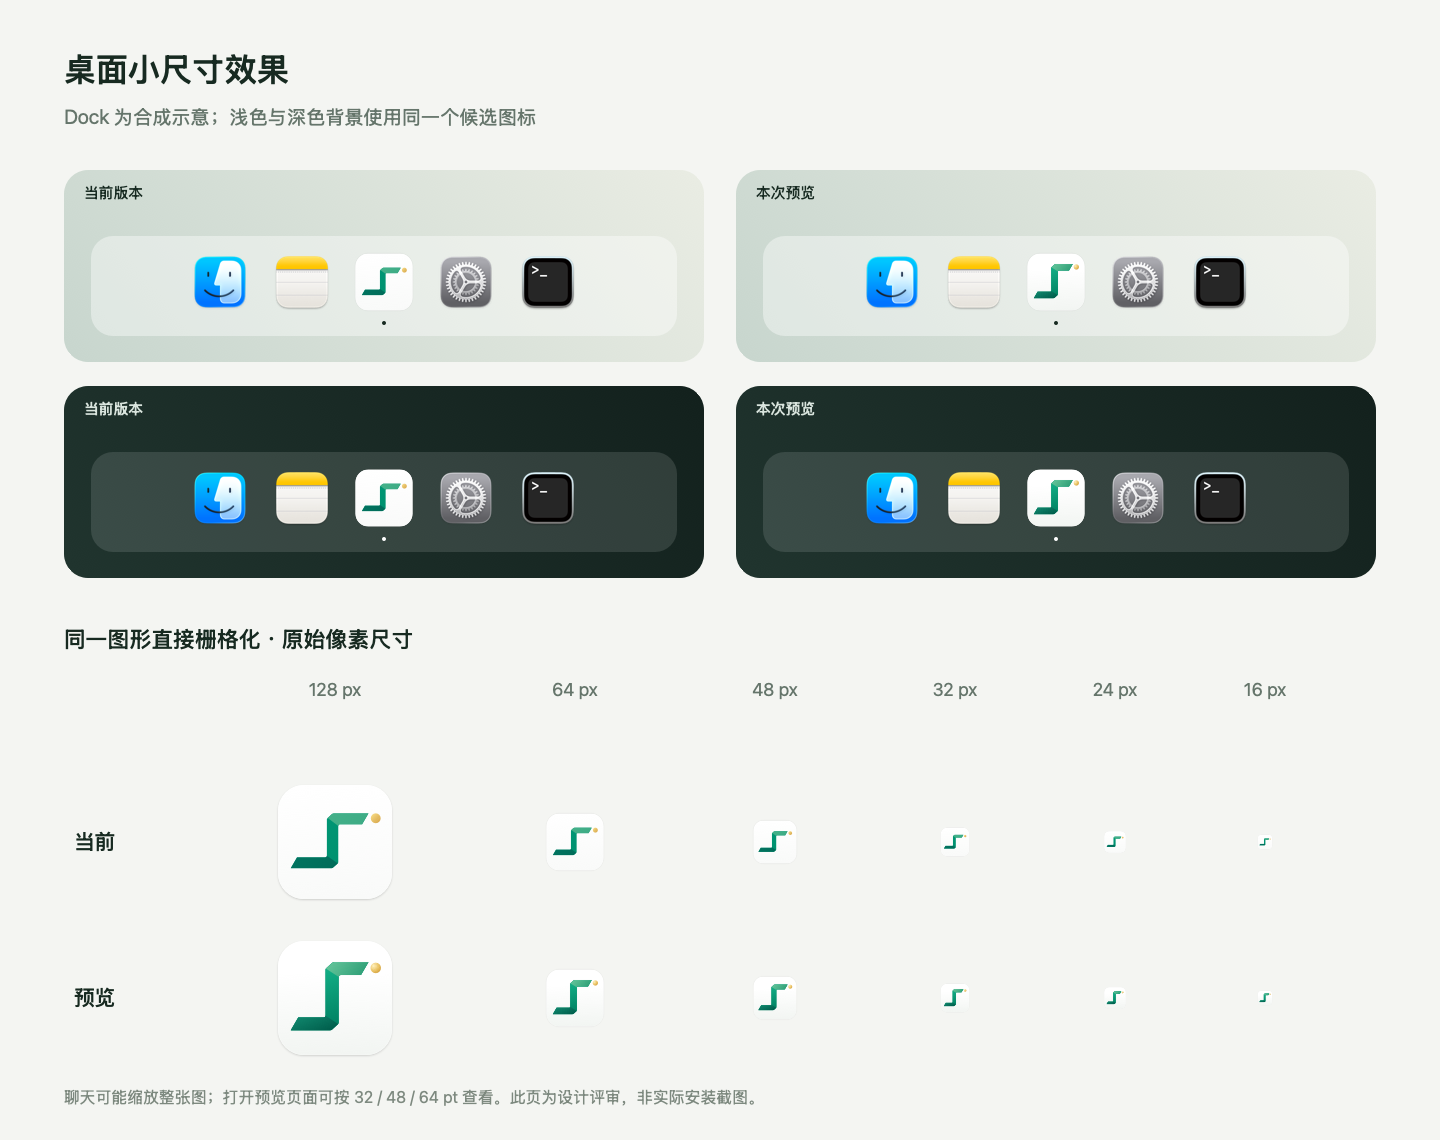 桌面小尺寸效果
Dock 为合成示意；浅色与深色背景使用同一个候选图标
当前版本
本次预览
>_
>_
当前版本
本次预览
>_
>_
同一图形直接栅格化 · 原始像素尺寸
128 px
64 px
48 px
32 px
24 px
16 px
当前
预览
聊天可能缩放整张图；打开预览页面可按 32 / 48 / 64 pt 查看。此页为设计评审，非实际安装截图。